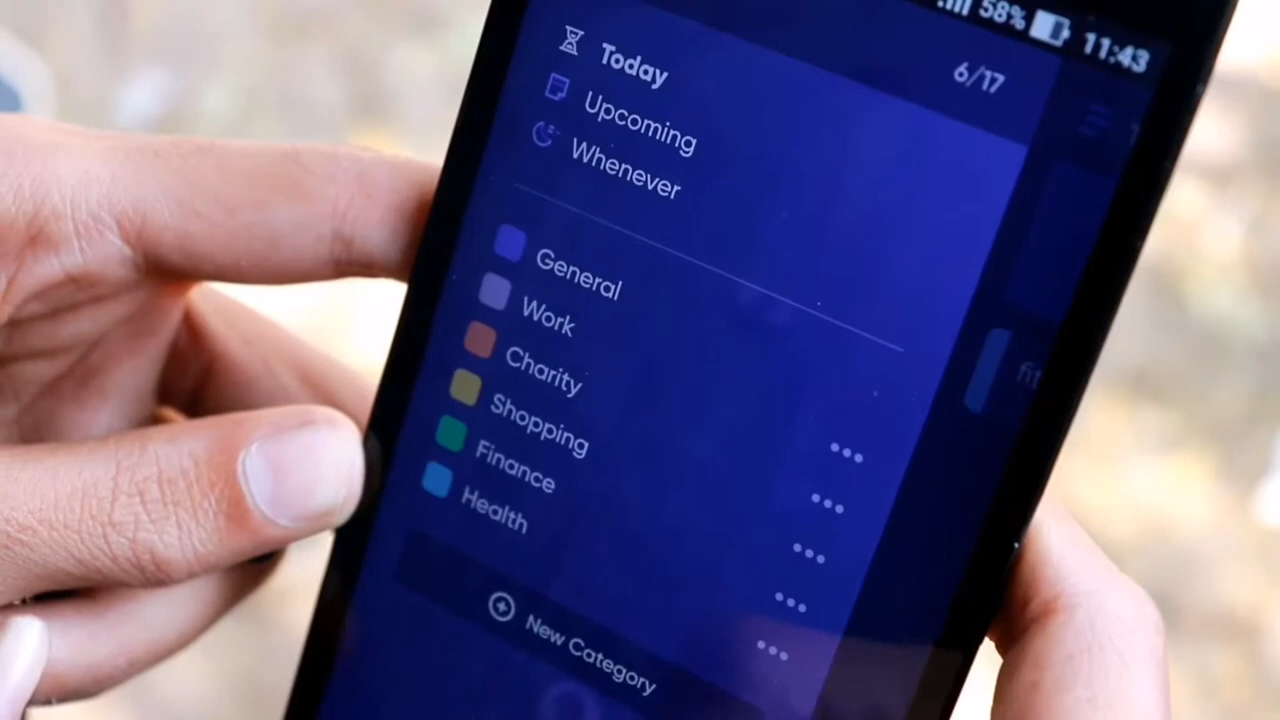 58% 11:43
Today 6/17
Upcoming
Whenever
General
Work
Charity
Shopping
Finance
Health
New Category